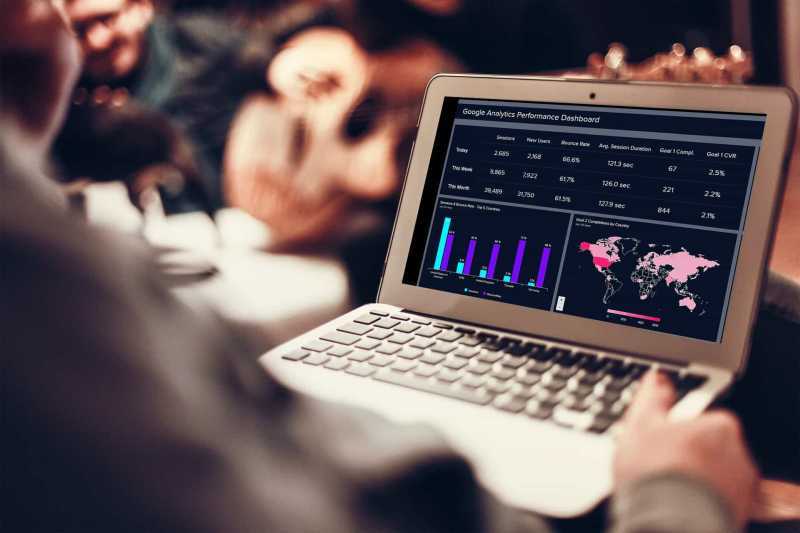 Google Analytics Performance Dashboard
Sessions New Users Bounce Rate Avg. Session Duration Goal 1 Compl. Goal 1 CVR
Today 2,685 2,168 66.6% 121.3 sec 67 2.5%
This Week 9,865 7,922 61.7% 126.0 sec 221 2.2%
This Month 39,489 31,750 61.5% 127.9 sec 844 2.1%
Sessions & Bounce Rate - Top 5 Countries
Goal 2 Completions by Country